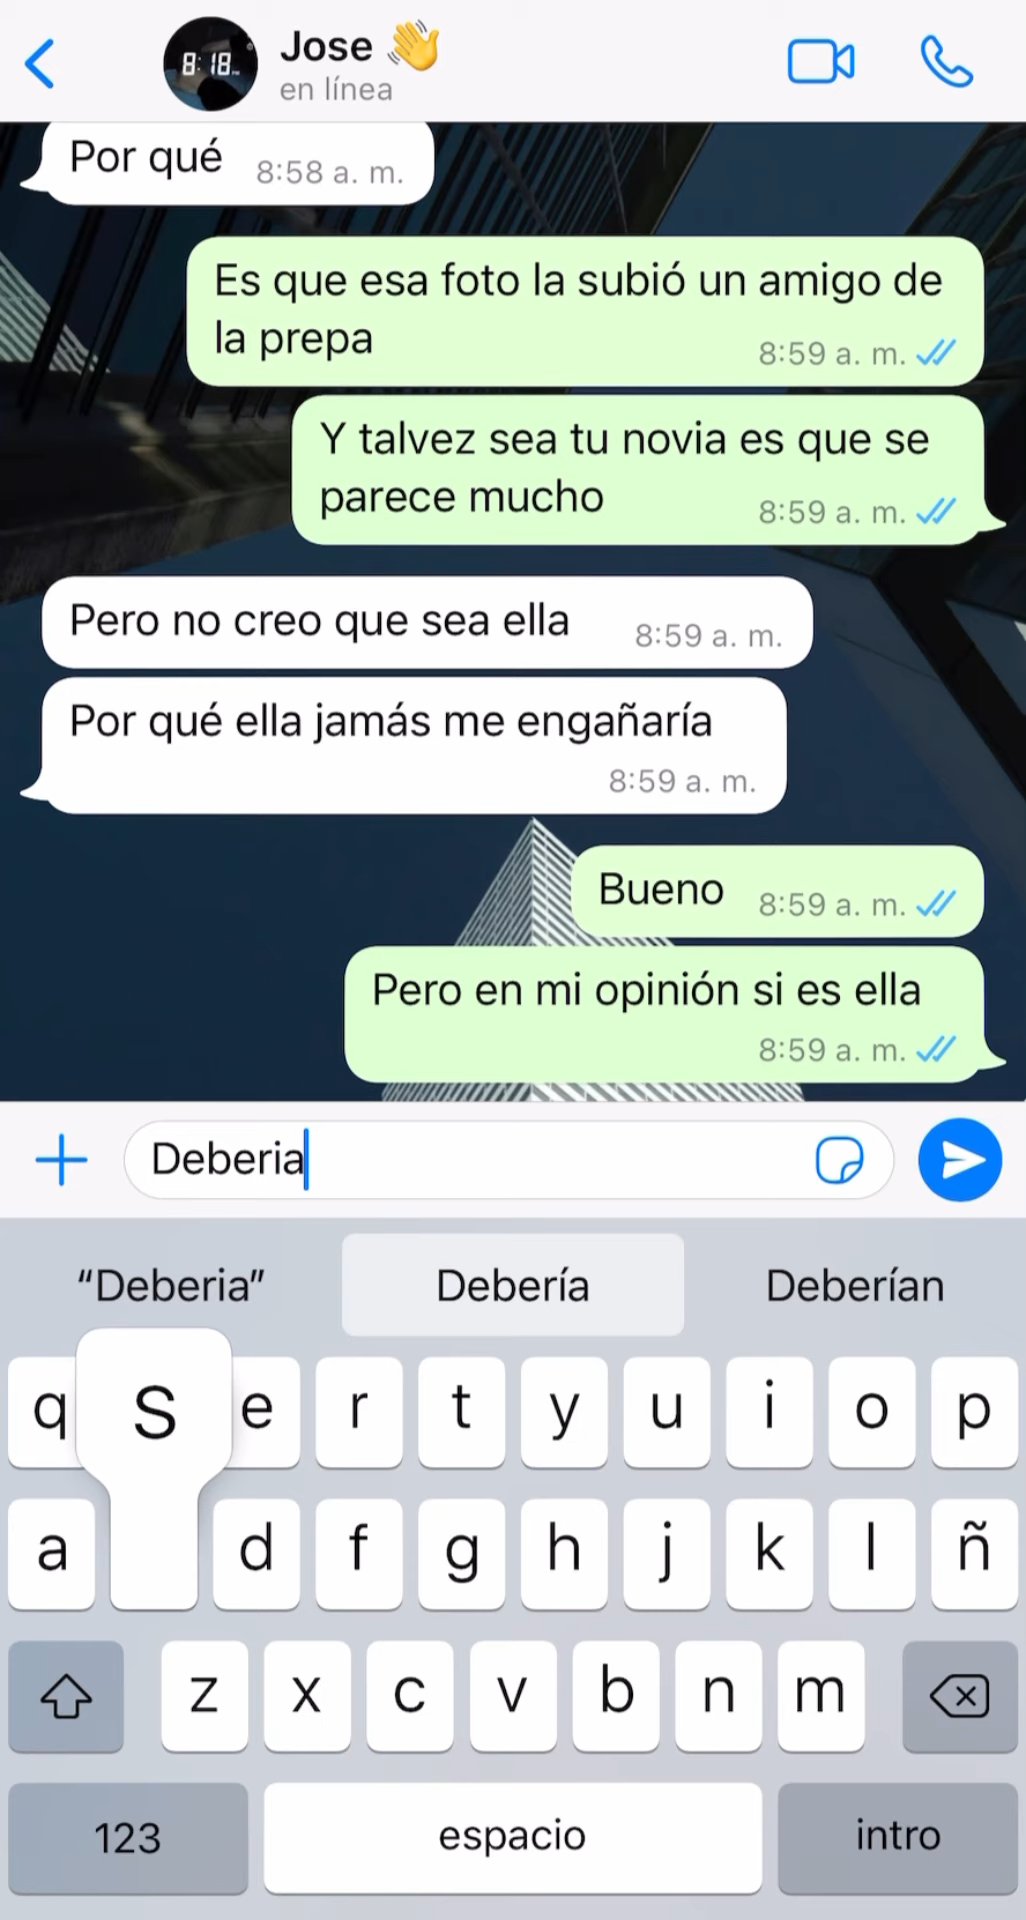 8:18
Jose 👋
en línea
Por qué 8:58 a. m.
Es que esa foto la subió un amigo de
la prepa 8:59 a. m.
Y talvez sea tu novia es que se
parece mucho 8:59 a. m.
Pero no creo que sea ella 8:59 a. m.
Por qué ella jamás me engañaría
8:59 a. m.
Bueno 8:59 a. m.
Pero en mi opinión si es ella
8:59 a. m.
Deberia
“Deberia” Debería Deberían
q S e r t y u i o p
a d f g h j k l ñ
z x c v b n m
123 espacio intro